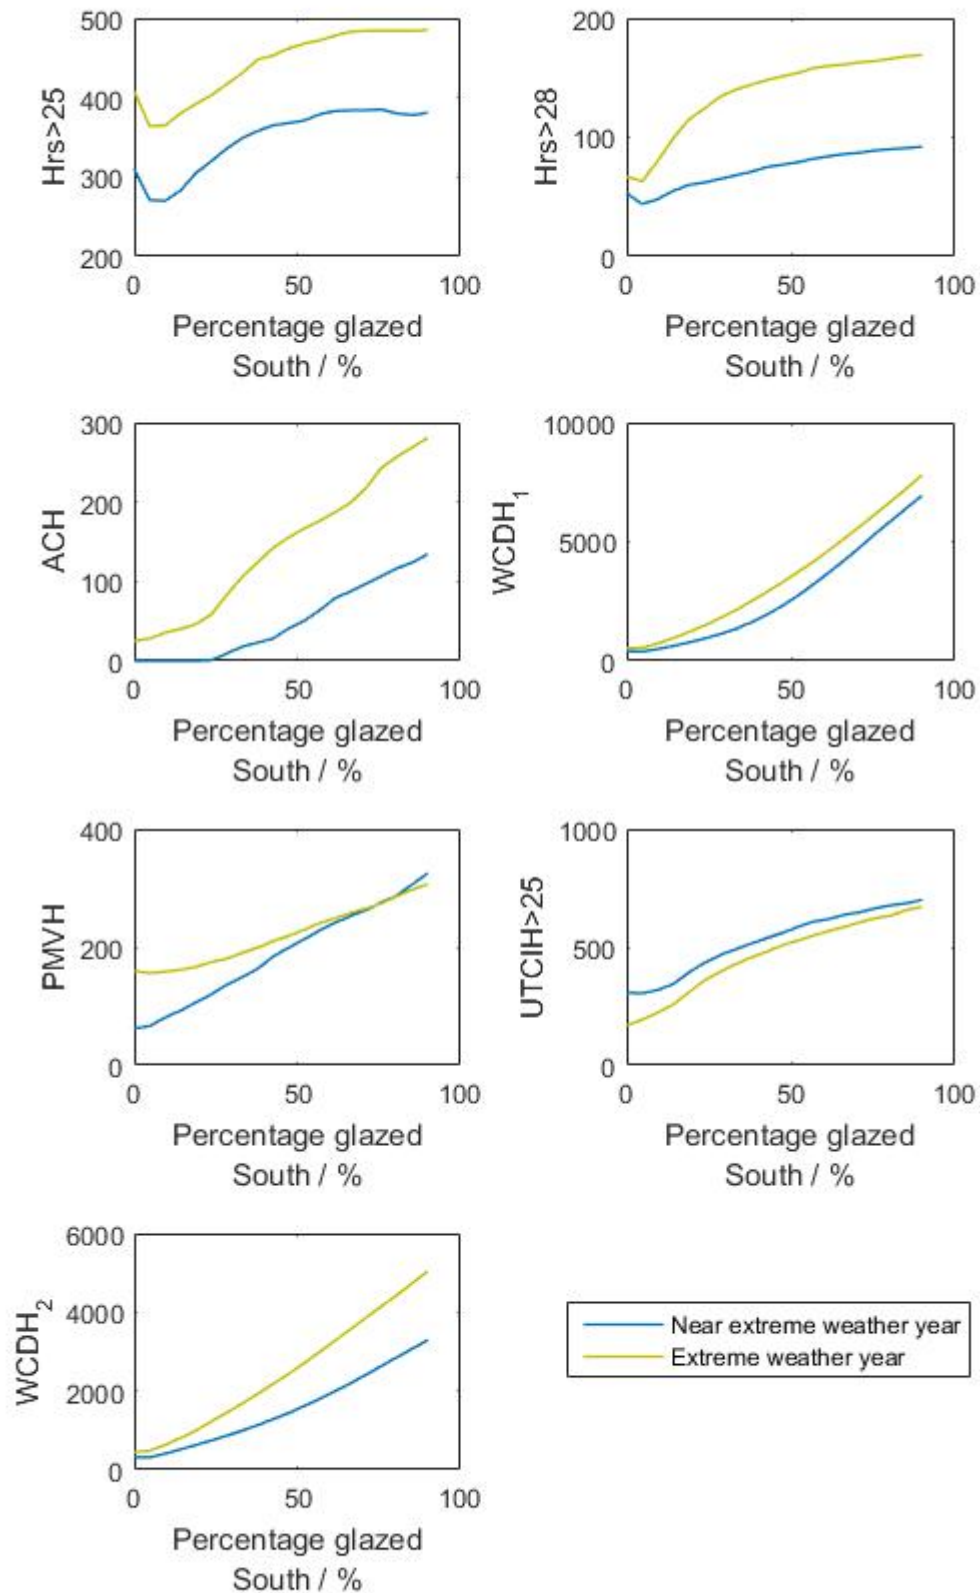 500
400
300
200
Hrs>25
0 50 100
Percentage glazed
South / %
200
100
0
Hrs>28
0 50 100
Percentage glazed
South / %
300
200
100
0
ACH
0 50 100
Percentage glazed
South / %
10000
5000
0
WCDH1
0 50 100
Percentage glazed
South / %
400
200
0
PMVH
0 50 100
Percentage glazed
South / %
1000
500
0
UTCIH>25
0 50 100
Percentage glazed
South / %
6000
4000
2000
0
WCDH2
0 50 100
Percentage glazed
South / %
Near extreme weather year
Extreme weather year